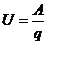 U = A/q